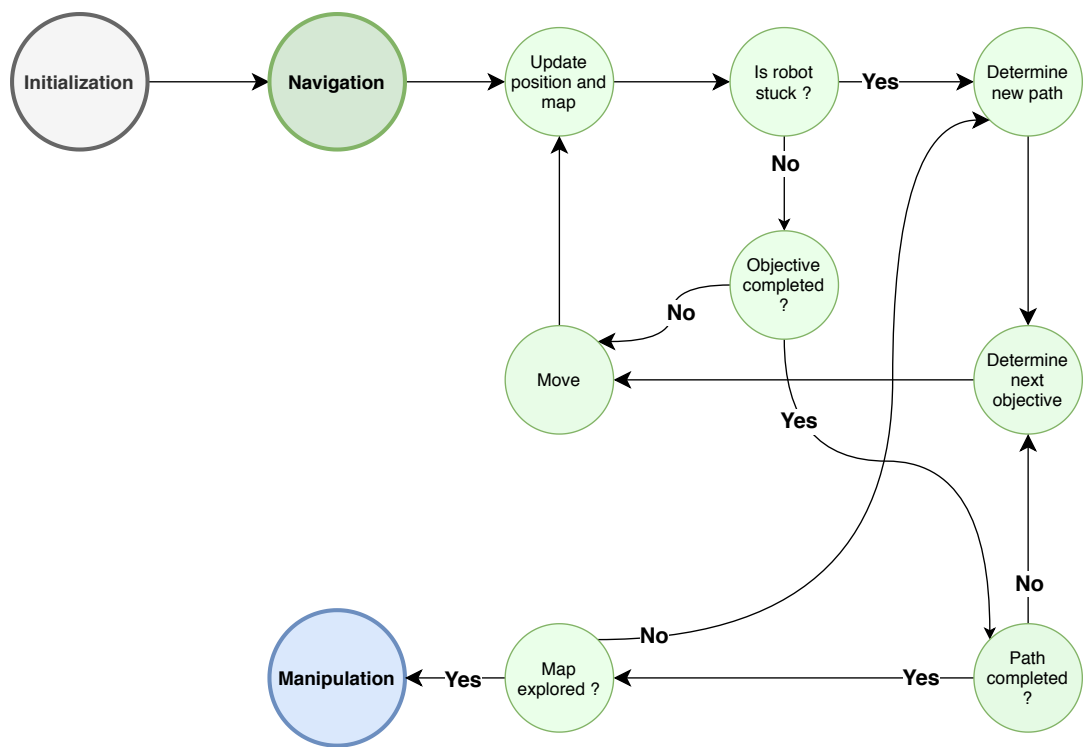 Initialization
Navigation
Update
position and
map
Is robot
stuck ?
Yes
Determine
new path
No
Objective
completed
?
No
Move
Determine
next
objective
Yes
No
Manipulation
Yes
Map
explored ?
No
Yes
Path
completed
?